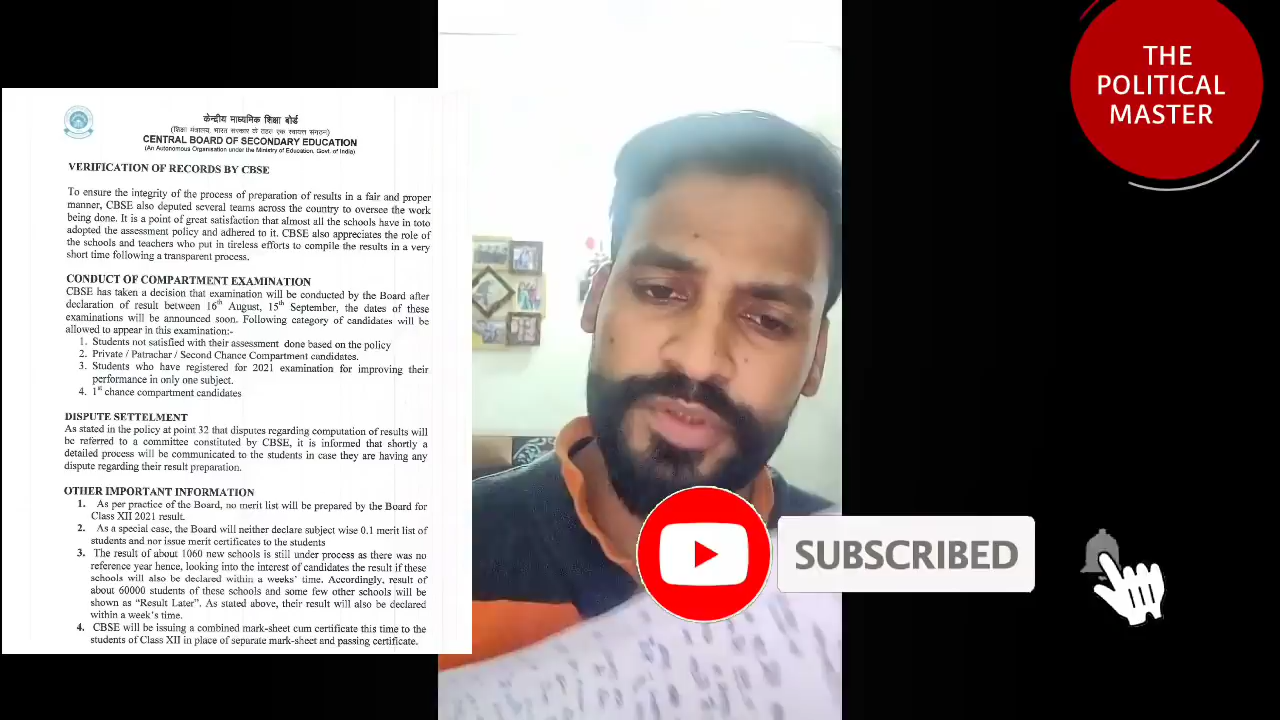 केन्द्रीय माध्यमिक शिक्षा बोर्ड
(शिक्षा मंत्रालय, भारत सरकार के तहत एक स्वायत्त संगठन)
CENTRAL BOARD OF SECONDARY EDUCATION
(An Autonomous Organisation under the Ministry of Education, Govt. of India)
VERIFICATION OF RECORDS BY CBSE
To ensure the integrity of the process of preparation of results in a fair and proper
manner, CBSE also deputed several teams across the country to oversee the work
being done. It is a point of great satisfaction that almost all the schools have in toto
adopted the assessment policy and adhered to it. CBSE also appreciates the role of
the schools and teachers who put in tireless efforts to compile the results in a very
short time following a transparent process.
CONDUCT OF COMPARTMENT EXAMINATION
CBSE has taken a decision that examination will be conducted by the Board after
declaration of result between 16th August, 15th September, the dates of these
examinations will be announced soon. Following category of candidates will be
allowed to appear in this examination:-
1. Students not satisfied with their assessment done based on the policy
2. Private / Patrachar / Second Chance Compartment candidates.
3. Students who have registered for 2021 examination for improving their
performance in only one subject.
4. 1st chance compartment candidates
DISPUTE SETTELMENT
As stated in the policy at point 32 that disputes regarding computation of results will
be referred to a committee constituted by CBSE, it is informed that shortly a
detailed process will be communicated to the students in case they are having any
dispute regarding their result preparation.
OTHER IMPORTANT INFORMATION
1. As per practice of the Board, no merit list will be prepared by the Board for
Class XII 2021 result.
2. As a special case, the Board will neither declare subject wise 0.1 merit list of
students and nor issue merit certificates to the students
3. The result of about 1060 new schools is still under process as there was no
reference year hence, looking into the interest of candidates the result if these
schools will also be declared within a weeks' time. Accordingly, result of
about 60000 students of these schools and some few other schools will be
shown as "Result Later". As stated above, their result will also be declared
within a week's time.
4. CBSE will be issuing a combined mark-sheet cum certificate this time to the
students of Class XII in place of separate mark-sheet and passing certificate.
THE
POLITICAL
MASTER
SUBSCRIBED